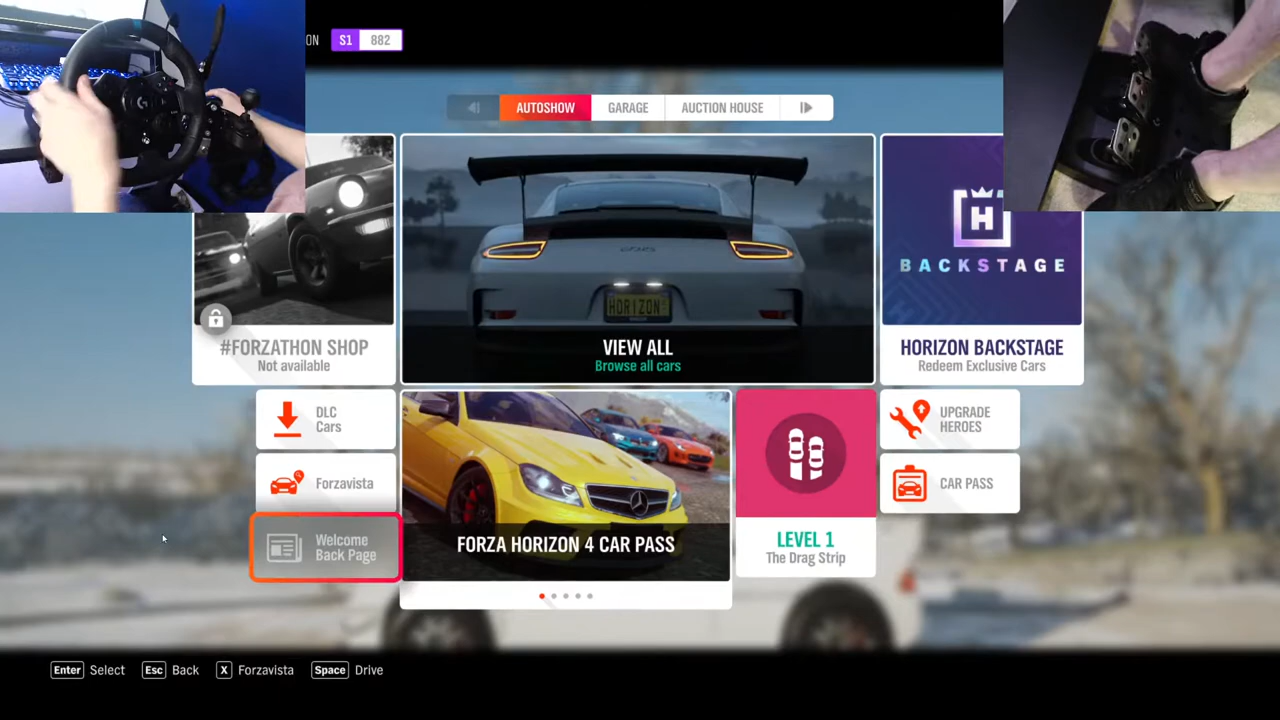 ON S1 882
AUTOSHOW GARAGE AUCTION HOUSE
#FORZATHON SHOP
Not available
HORIZON
VIEW ALL
Browse all cars
H
BACKSTAGE
HORIZON BACKSTAGE
Redeem Exclusive Cars
DLC
Cars
Forzavista
Welcome
Back Page
FORZA HORIZON 4 CAR PASS
LEVEL 1
The Drag Strip
UPGRADE
HEROES
CAR PASS
Enter Select Esc Back X Forzavista Space Drive